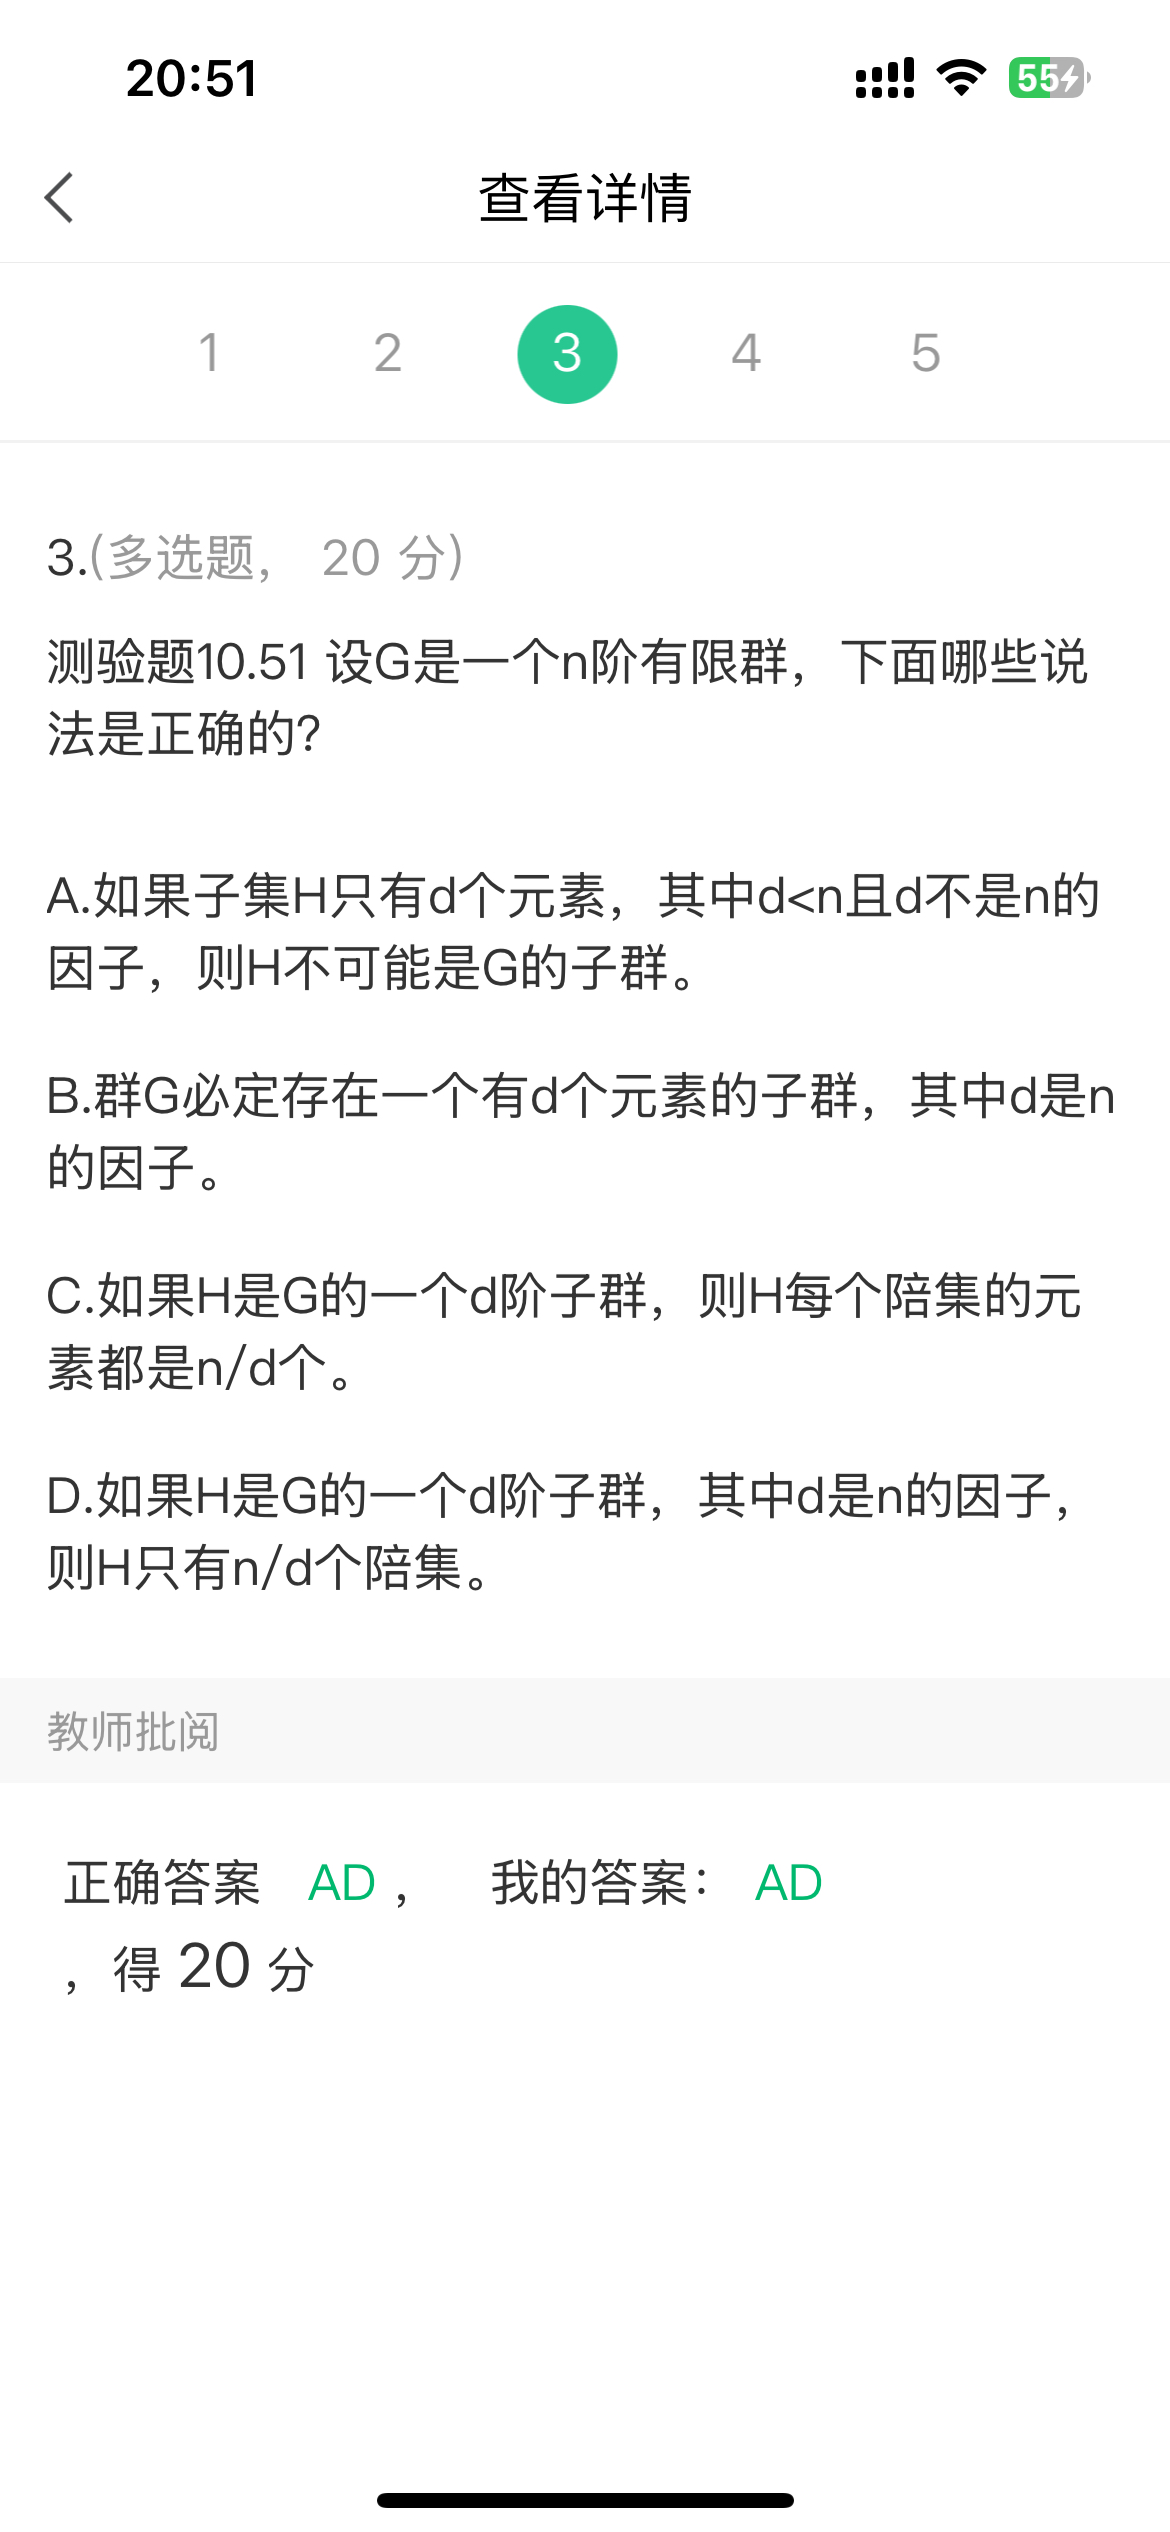 20:51
55
查看详情
1 2 3 4 5
3.(多选题， 20 分)
测验题10.51 设G是一个n阶有限群，下面哪些说
法是正确的?
A.如果子集H只有d个元素，其中d<n且d不是n的
因子，则H不可能是G的子群。
B.群G必定存在一个有d个元素的子群，其中d是n
的因子。
C.如果H是G的一个d阶子群，则H每个陪集的元
素都是n/d个。
D.如果H是G的一个d阶子群，其中d是n的因子，
则H只有n/d个陪集。
教师批阅
正确答案 AD ， 我的答案： AD
，得 20 分